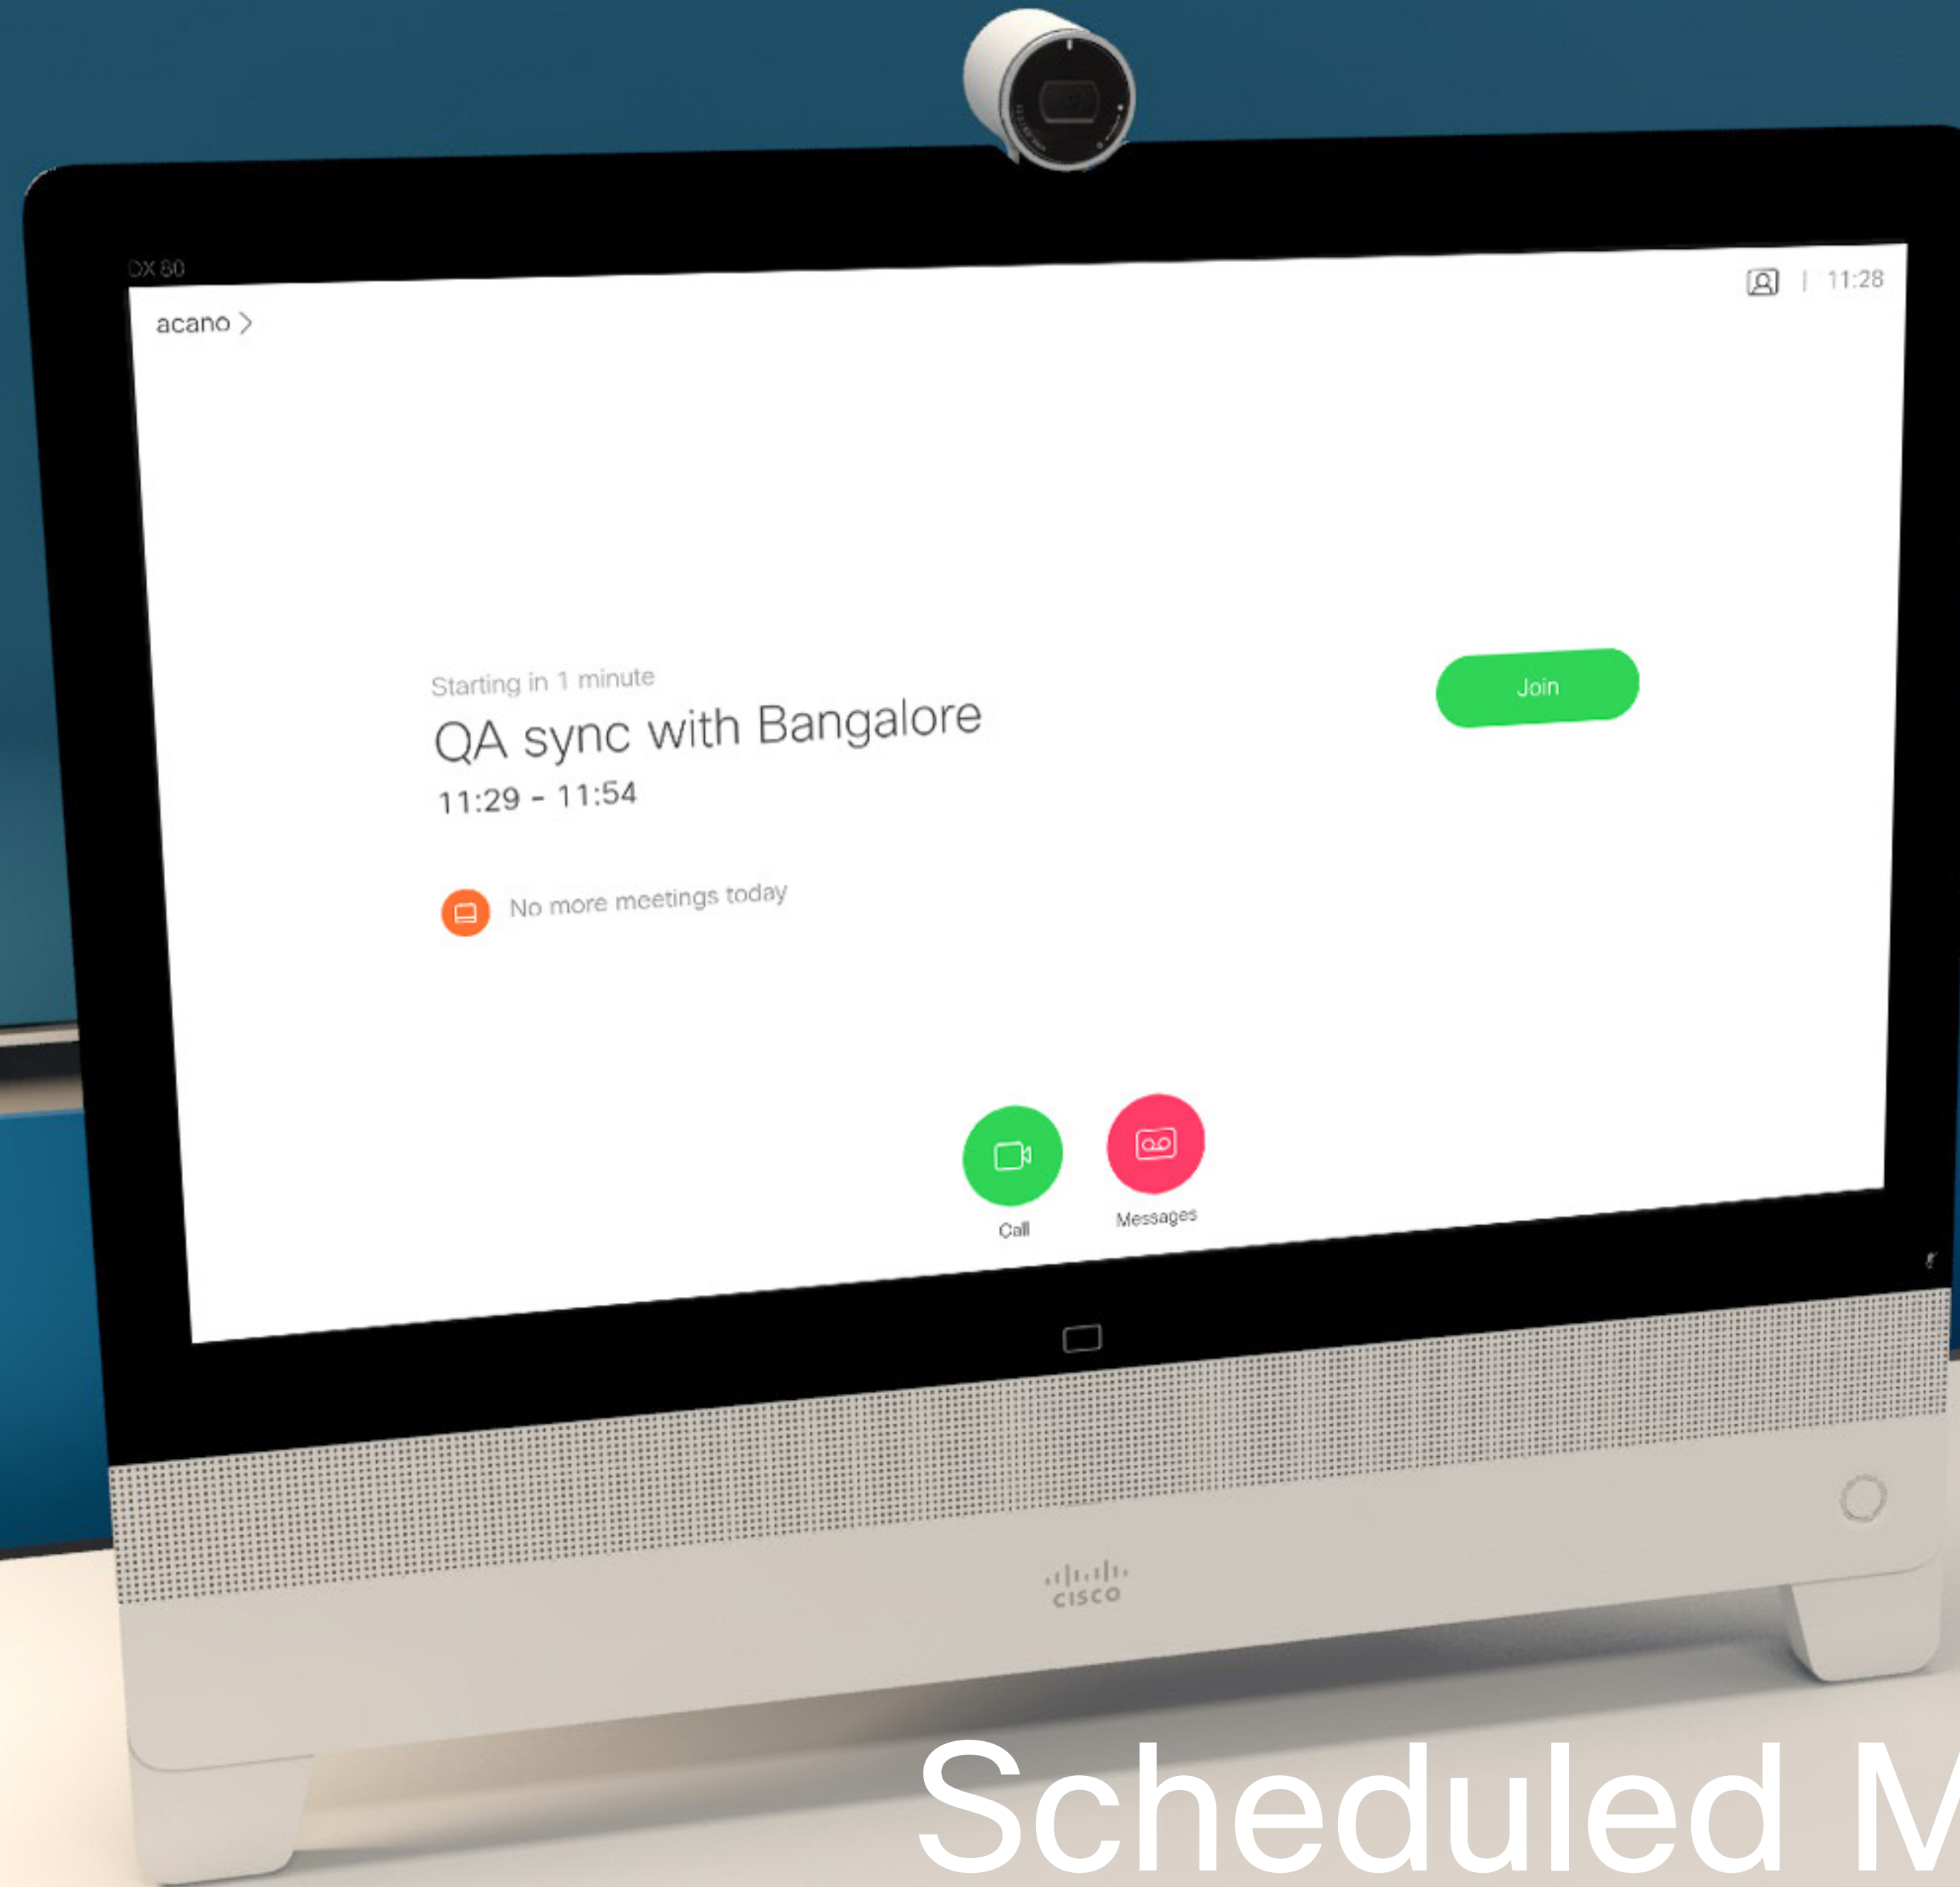 DX 80
acano
11:28
Starting in 1 minute
QA sync with Bangalore
Join
11:29 - 11:54
No more meetings today
Call
Messages
CISCO
Scheduled M